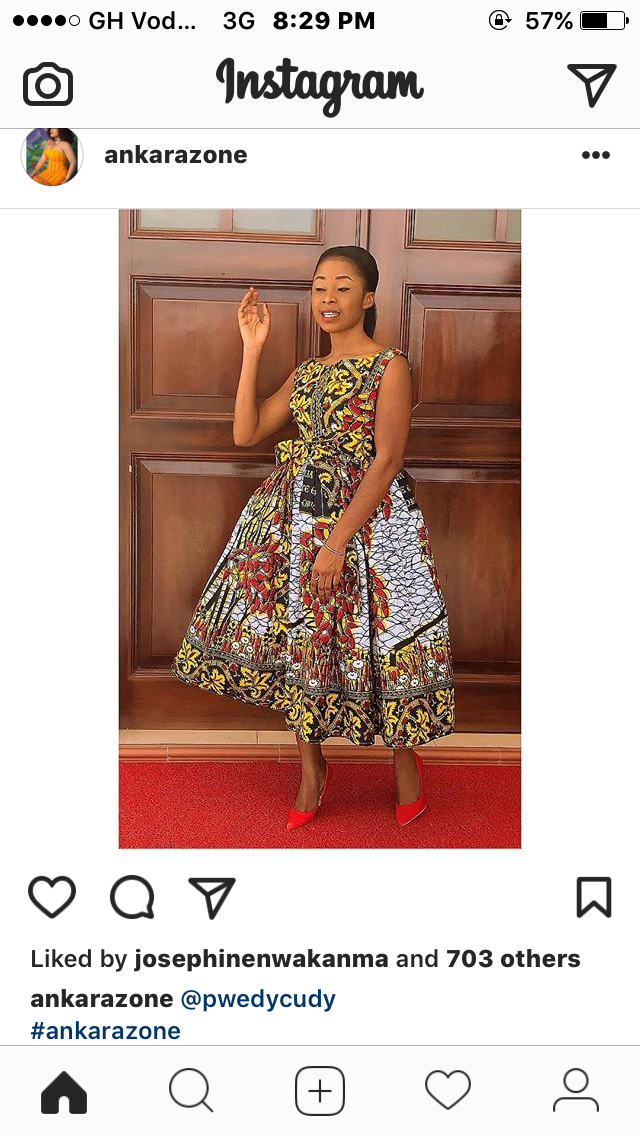 GH Vod... 3G 8:29 PM 57%
Instagram
ankarazone
Liked by josephinenwakanma and 703 others
ankarazone @pwedycudy
#ankarazone